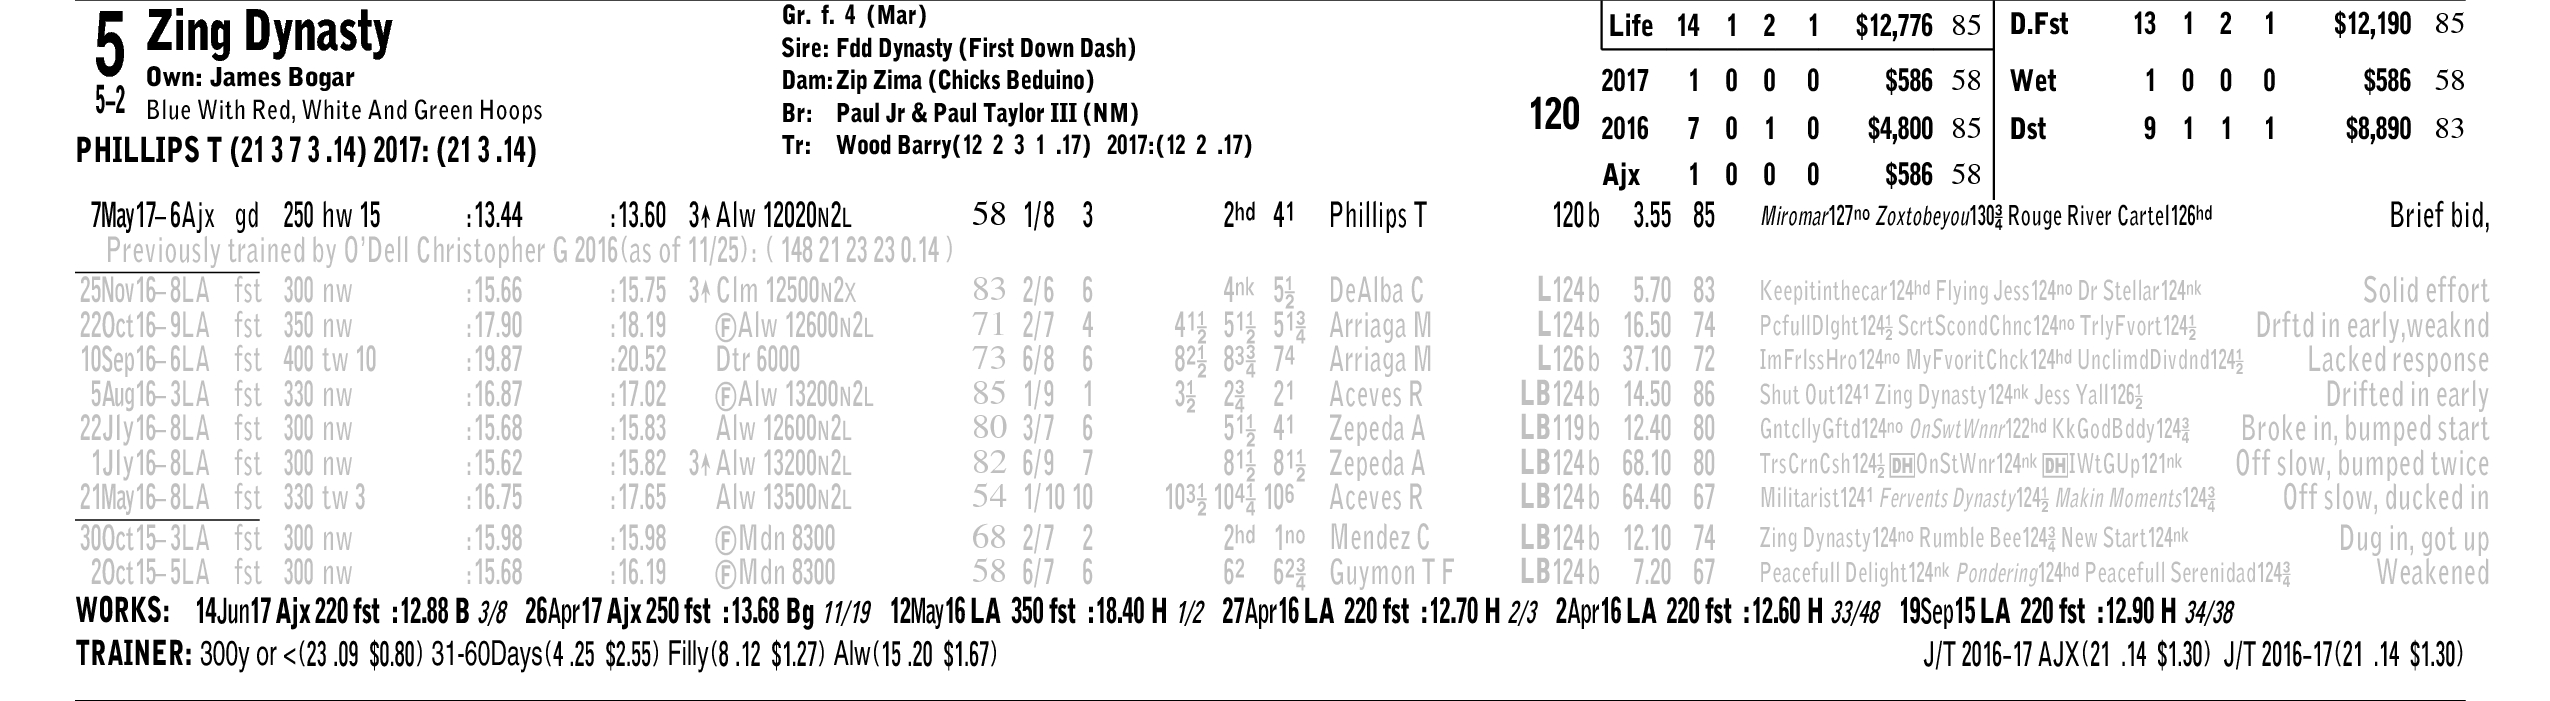 5 Zing Dynasty
Own: James Bogar
5–2 Blue With Red, White And Green Hoops
PHILLIPS T (21 3 7 3 .14) 2017: (21 3 .14)
Gr. f. 4 (Mar)
Sire: Fdd Dynasty (First Down Dash)
Dam: Zip Zima (Chicks Beduino)
Br: Paul Jr & Paul Taylor III (NM)
Tr: Wood Barry(12 2 3 1 .17) 2017:(12 2 .17)
120
Life 14 1 2 1 $12,776 85 D.Fst 13 1 2 1 $12,190 85
2017 1 0 0 0 $586 58 Wet 1 0 0 0 $586 58
2016 7 0 1 0 $4,800 85 Dst 9 1 1 1 $8,890 83
Ajx 1 0 0 0 $586 58
7May17–6Ajx gd 250 hw 15 :13.44 :13.60 3↑ Alw 12020N2L 58 1/8 3 2hd 41 Phillips T 120b 3.55 85 Miromar127no Zoxtobeyou130¾ Rouge River Cartel126hd Brief bid,
Previously trained by O'Dell Christopher G 2016(as of 11/25): ( 148 21 23 23 0.14 )
25Nov16–8LA fst 300 nw :15.66 :15.75 3↑ Clm 12500N2X 83 2/6 6 4nk 5½ DeAlba C L124b 5.70 83 Keepitinthecar124hd Flying Jess124no Dr Stellar124nk Solid effort
22Oct16–9LA fst 350 nw :17.90 :18.19 ⒻAlw 12600N2L 71 2/7 4 41½ 51½ 51¾ Arriaga M L124b 16.50 74 PcfullDlght124½ ScrtScondChnc124no TrlyFvort124½ Drftd in early,weaknd
10Sep16–6LA fst 400 tw 10 :19.87 :20.52 Dtr 6000 73 6/8 6 82½ 83¾ 74 Arriaga M L126b 37.10 72 ImFrIssHro124no MyFvoritChck124hd UnclimdDivdnd124½ Lacked response
5Aug16–3LA fst 330 nw :16.87 :17.02 ⒻAlw 13200N2L 85 1/9 1 3½ 2¾ 21 Aceves R LB124b 14.50 86 Shut Out1241 Zing Dynasty124nk Jess Yall126½ Drifted in early
22Jly16–8LA fst 300 nw :15.68 :15.83 Alw 12600N2L 80 3/7 6 51½ 41 Zepeda A LB119b 12.40 80 GntcllyGftd124no OnSwtWnnr122hd KkGodBddy124¾ Broke in, bumped start
1Jly16–8LA fst 300 nw :15.62 :15.82 3↑ Alw 13200N2L 82 6/9 7 81½ 81½ Zepeda A LB124b 68.10 80 TrsCrnCsh124½ DHOnStWnr124nk DHIWtGUp121nk Off slow, bumped twice
21May16–8LA fst 330 tw 3 :16.75 :17.65 Alw 13500N2L 54 1/10 10 103½ 104¼ 106 Aceves R LB124b 64.40 67 Militarist1241 Fervents Dynasty124½ Makin Moments124¾ Off slow, ducked in
30Oct15–3LA fst 300 nw :15.98 :15.98 ⒻMdn 8300 68 2/7 2 2hd 1no Mendez C LB124b 12.10 74 Zing Dynasty124no Rumble Bee124¾ New Start124nk Dug in, got up
2Oct15–5LA fst 300 nw :15.68 :16.19 ⒻMdn 8300 58 6/7 6 62 62¾ Guymon T F LB124b 7.20 67 Peacefull Delight124nk Pondering124hd Peacefull Serenidad124¾ Weakened
WORKS: 14Jun17 Ajx 220 fst :12.88 B 3/8 26Apr17 Ajx 250 fst :13.68 Bg 11/19 12May16 LA 350 fst :18.40 H 1/2 27Apr16 LA 220 fst :12.70 H 2/3 2Apr16 LA 220 fst :12.60 H 33/48 19Sep15 LA 220 fst :12.90 H 34/38
TRAINER: 300y or <(23 .09 $0.80) 31-60Days(4 .25 $2.55) Filly(8 .12 $1.27) Alw(15 .20 $1.67) J/T 2016-17 AJX(21 .14 $1.30) J/T 2016-17(21 .14 $1.30)